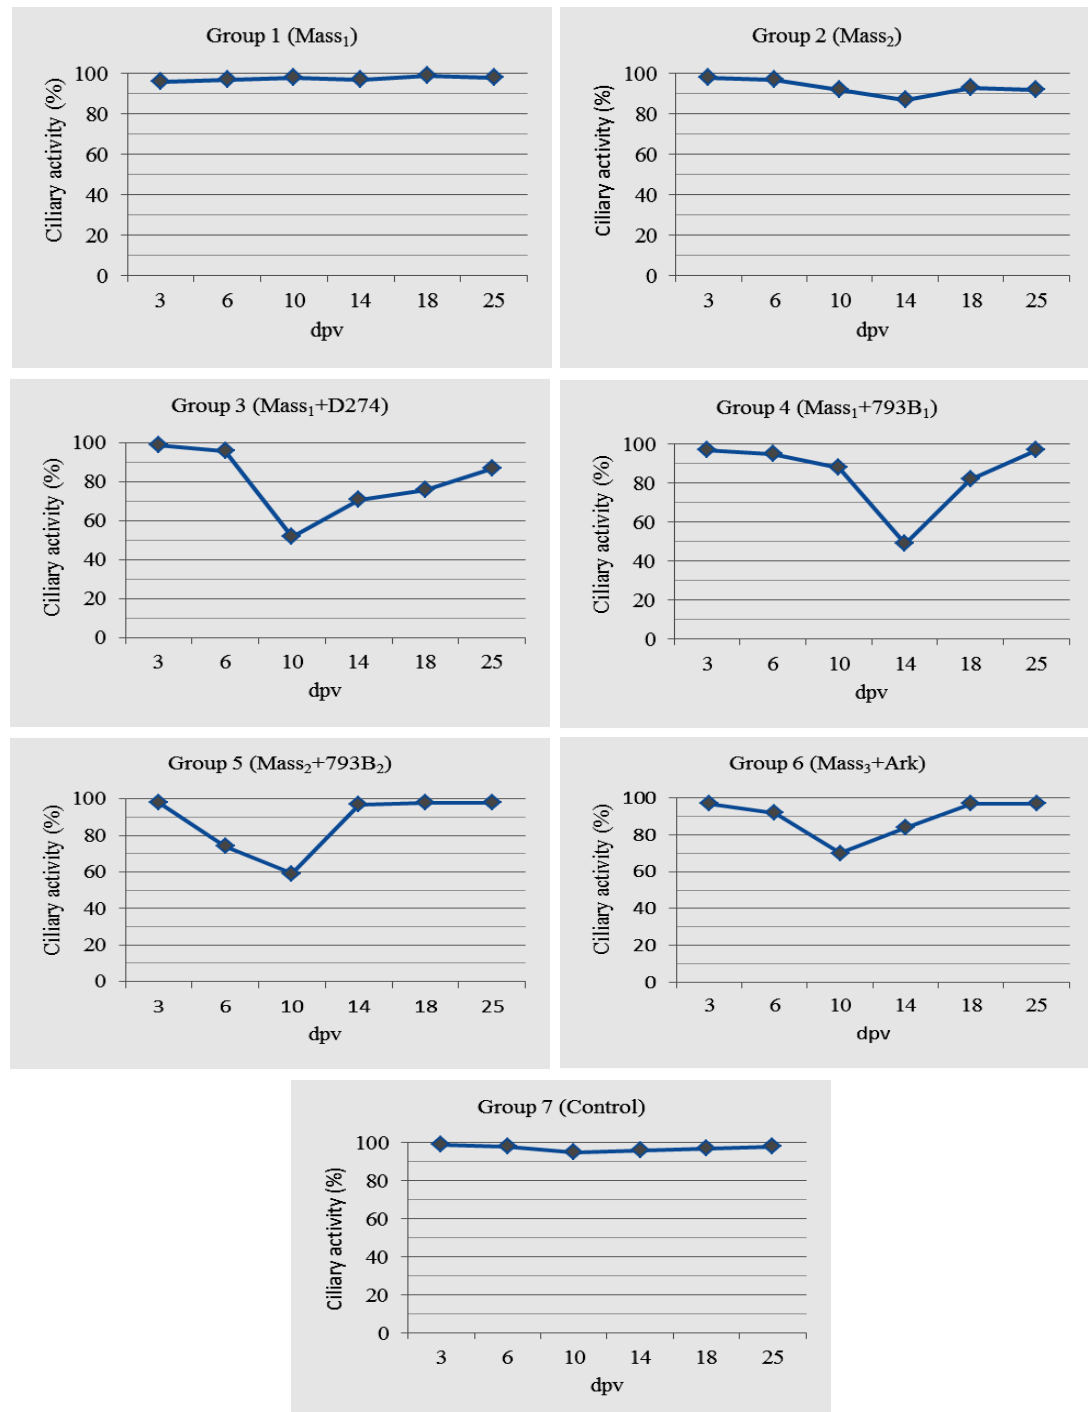 Group 1 (Mass₁)
Ciliary activity (%)
100
80
60
40
20
0
3 6 10 14 18 25
dpv
Group 2 (Mass₂)
Ciliary activity (%)
100
80
60
40
20
0
3 6 10 14 18 25
dpv
Group 3 (Mass₁+D274)
Ciliary activity (%)
100
80
60
40
20
0
3 6 10 14 18 25
dpv
Group 4 (Mass₁+793B₁)
Ciliary activity (%)
100
80
60
40
20
0
3 6 10 14 18 25
dpv
Group 5 (Mass₂+793B₂)
Ciliary activity (%)
100
80
60
40
20
0
3 6 10 14 18 25
dpv
Group 6 (Mass₃+Ark)
Ciliary activity (%)
100
80
60
40
20
0
3 6 10 14 18 25
dpv
Group 7 (Control)
Ciliary activity (%)
100
80
60
40
20
0
3 6 10 14 18 25
dpv